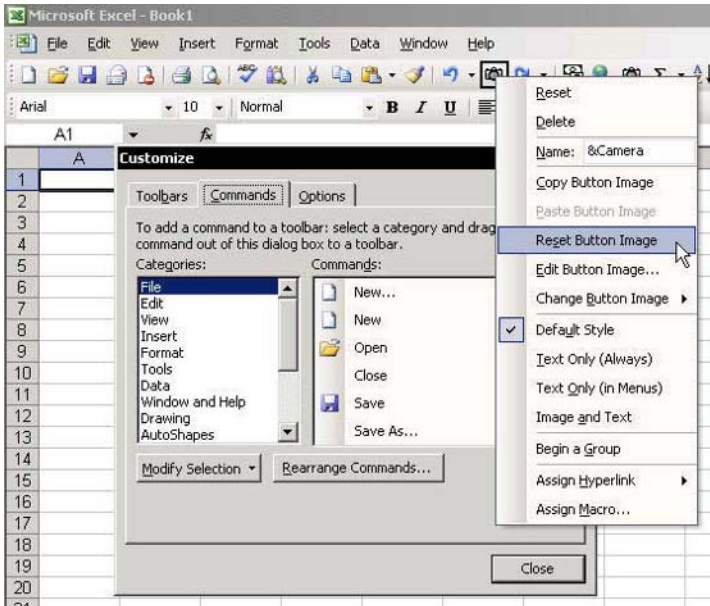 Microsoft Excel - Book1
File Edit View Insert Format Tools Data Window Help
Arial 10 Normal B I U
A1 fx
A
Customize
Toolbars Commands Options
To add a command to a toolbar: select a category and drag
command out of this dialog box to a toolbar.
Categories: Commands:
File
Edit
View
Insert
Format
Tools
Data
Window and Help
Drawing
AutoShapes
New...
New
Open
Close
Save
Save As...
Modify Selection Rearrange Commands...
Close
Reset
Delete
Name: &Camera
Copy Button Image
Paste Button Image
Reset Button Image
Edit Button Image...
Change Button Image
Default Style
Text Only (Always)
Text Only (in Menus)
Image and Text
Begin a Group
Assign Hyperlink
Assign Macro...
1
2
3
4
5
6
7
8
9
10
11
12
13
14
15
16
17
18
19
20